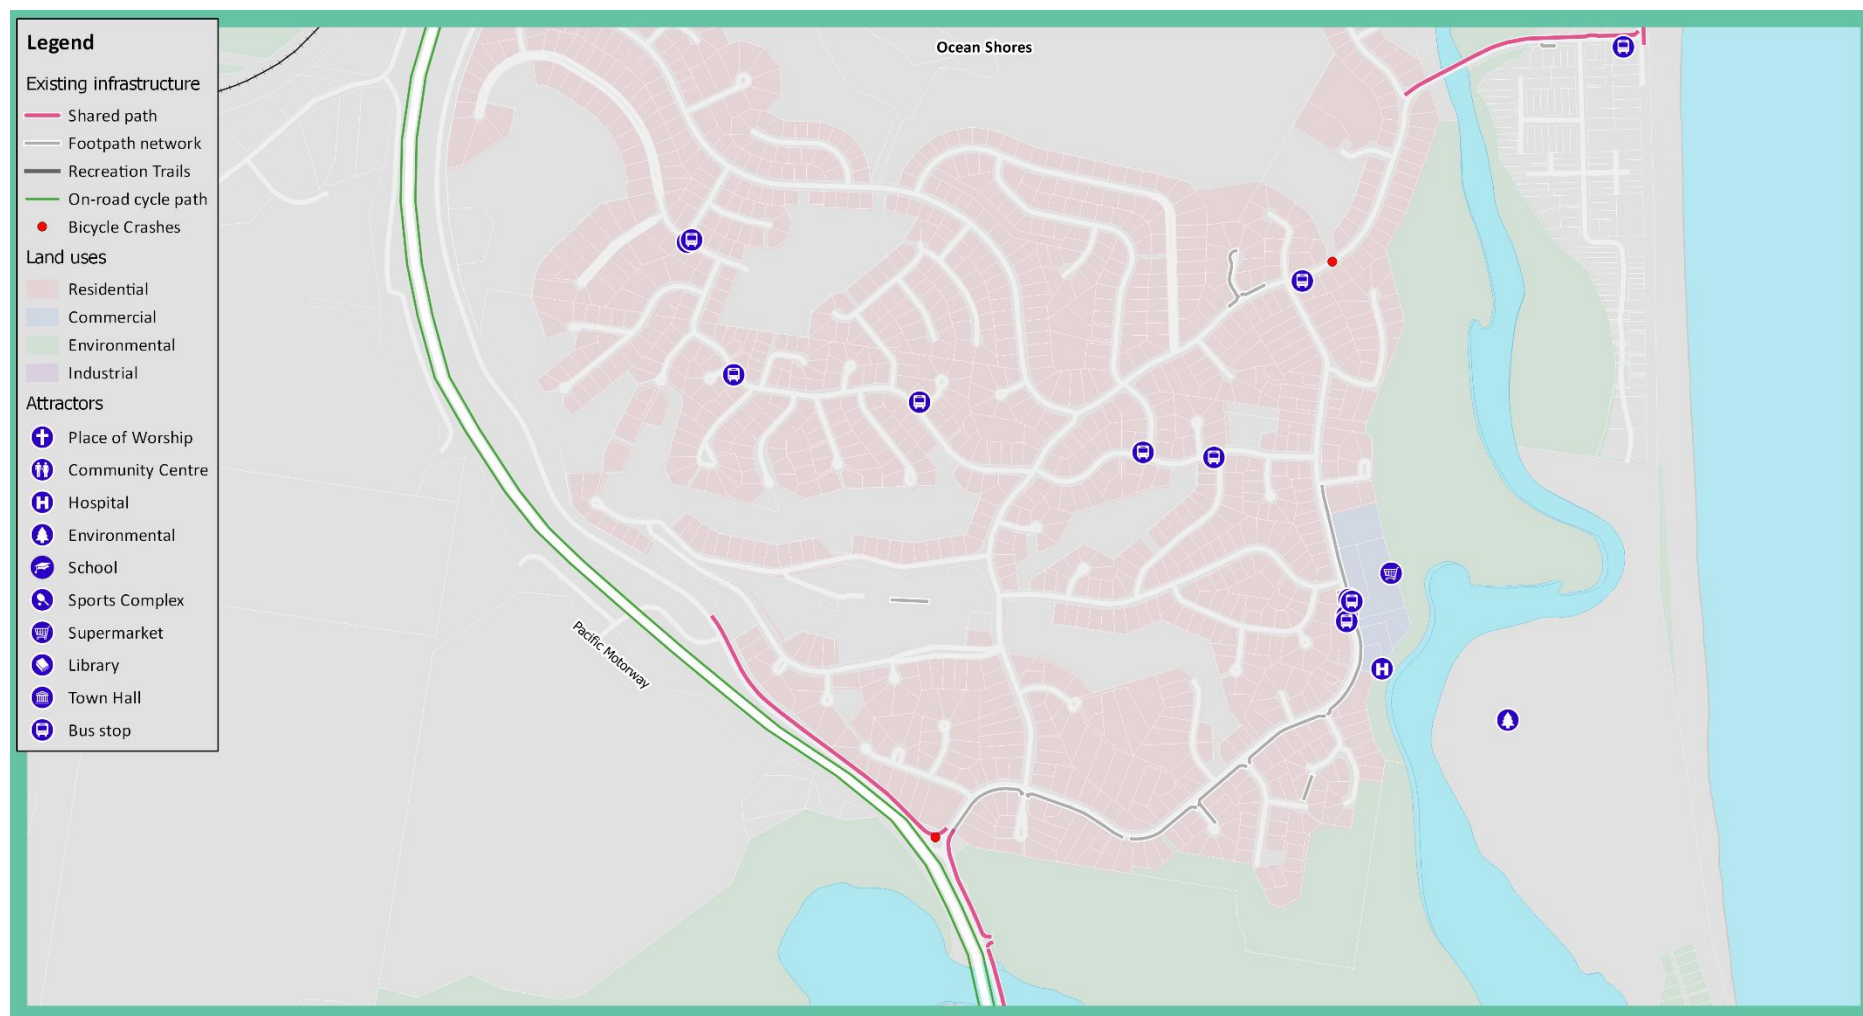 Legend
Existing infrastructure
Shared path
Footpath network
Recreation Trails
On-road cycle path
Bicycle Crashes
Land uses
Residential
Commercial
Environmental
Industrial
Attractors
Place of Worship
Community Centre
Hospital
Environmental
School
Sports Complex
Supermarket
Library
Town Hall
Bus stop
Ocean Shores
Pacific Motorway